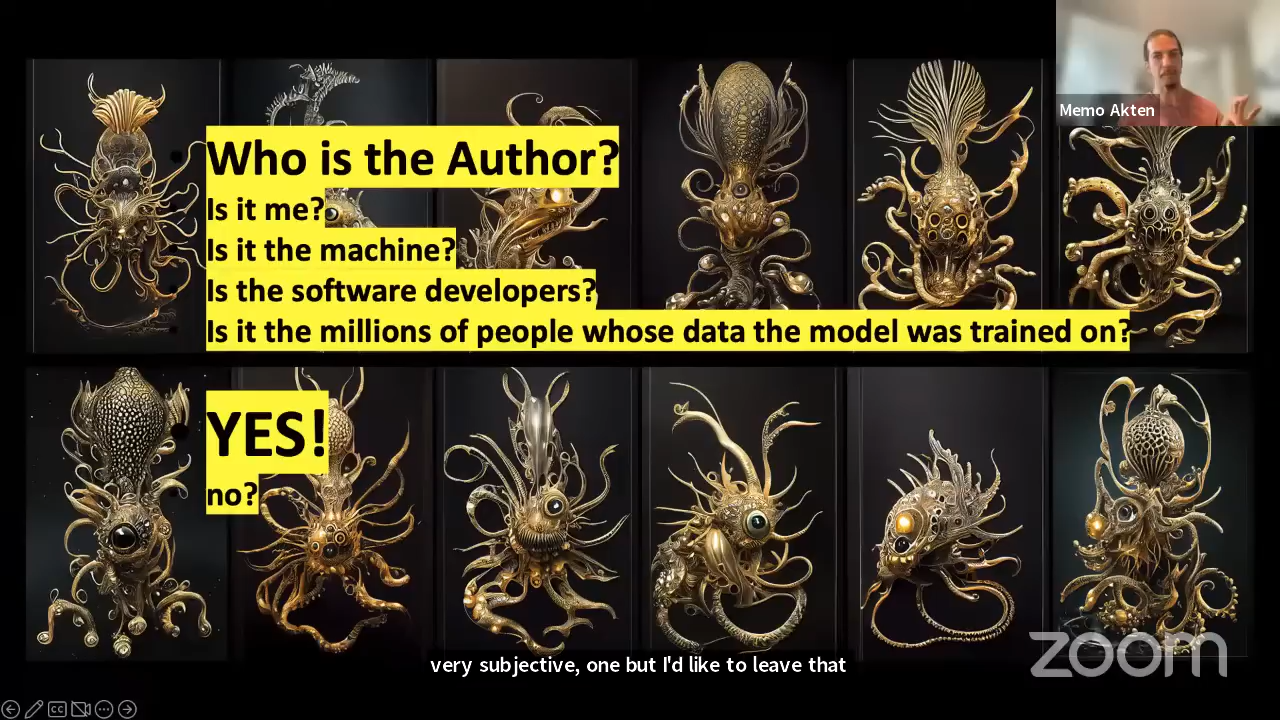 Memo Akten
Who is the Author?
Is it me?
Is it the machine?
Is the software developers?
Is it the millions of people whose data the model was trained on?
YES!
no?
very subjective, one but I'd like to leave that
zoom
CC